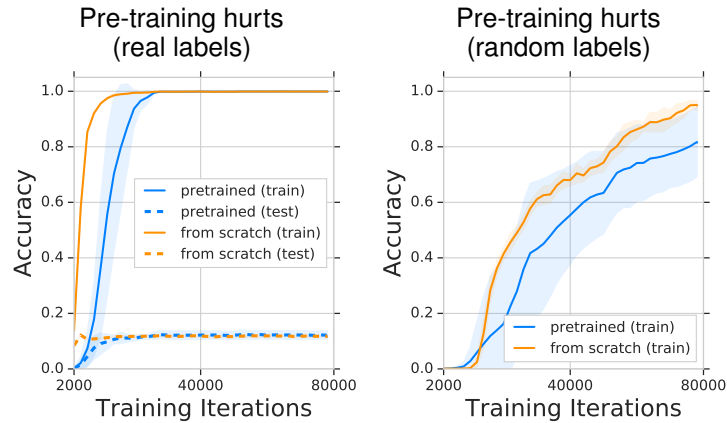 Pre-training hurts
(real labels)
Accuracy
1.0
0.8
0.6
0.4
0.2
0.0
pretrained (train)
pretrained (test)
from scratch (train)
from scratch (test)
2000
40000
80000
Training Iterations
Pre-training hurts
(random labels)
Accuracy
1.0
0.8
0.6
0.4
0.2
0.0
pretrained (train)
from scratch (train)
2000
40000
80000
Training Iterations